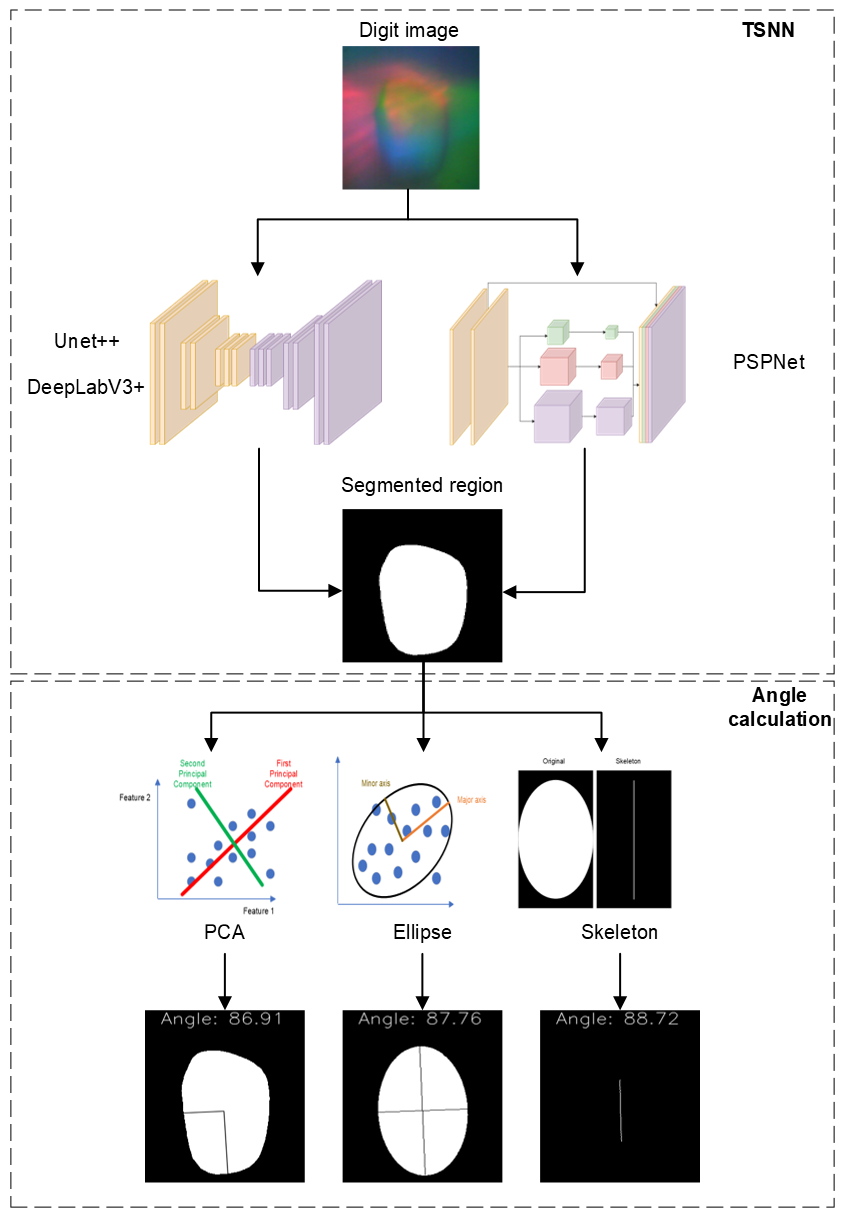 Digit image
TSNN
Unet++
DeepLabV3+
PSPNet
Segmented region
Angle
calculation
Second
Principal
Component
First
Principal
Component
Feature 2
Feature 1
Minor axis
Major axis
Original
Skeleton
PCA
Ellipse
Skeleton
Angle: 86.91
Angle: 87.76
Angle: 88.72